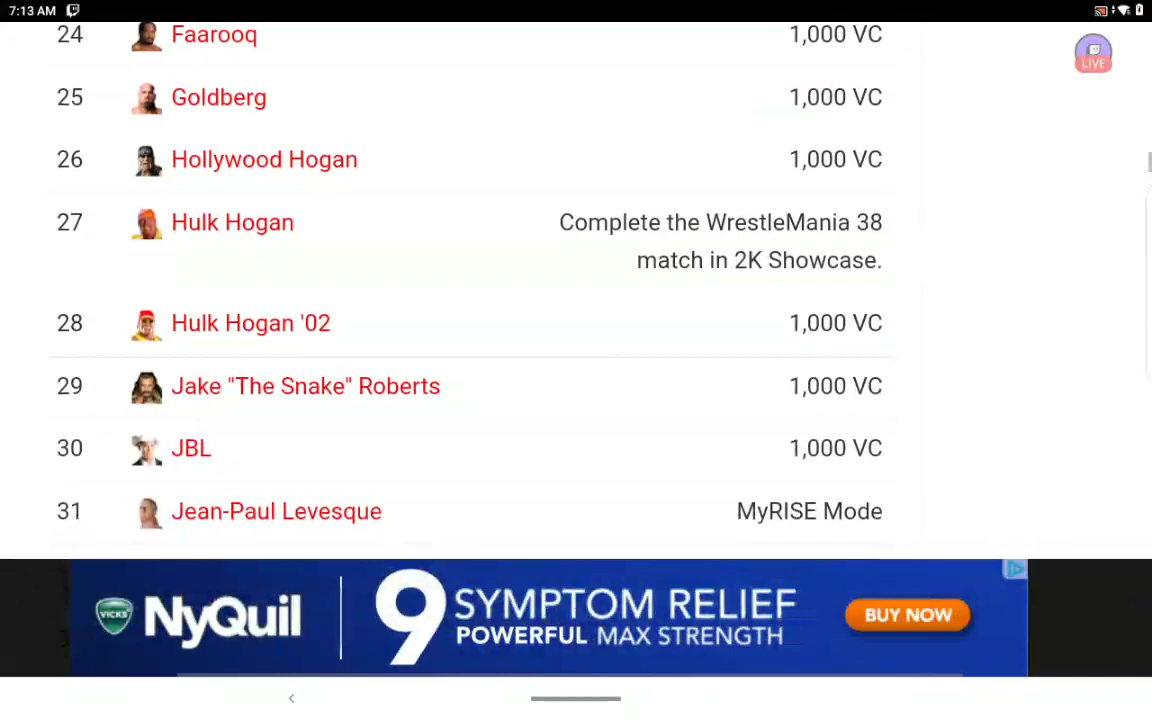 7:13 AM
24 Faarooq 1,000 VC
LIVE
25 Goldberg 1,000 VC
26 Hollywood Hogan 1,000 VC
27 Hulk Hogan Complete the WrestleMania 38
match in 2K Showcase.
28 Hulk Hogan '02 1,000 VC
29 Jake "The Snake" Roberts 1,000 VC
30 JBL 1,000 VC
31 Jean-Paul Levesque MyRISE Mode
VICKS NyQuil 9 SYMPTOM RELIEF
POWERFUL MAX STRENGTH
BUY NOW